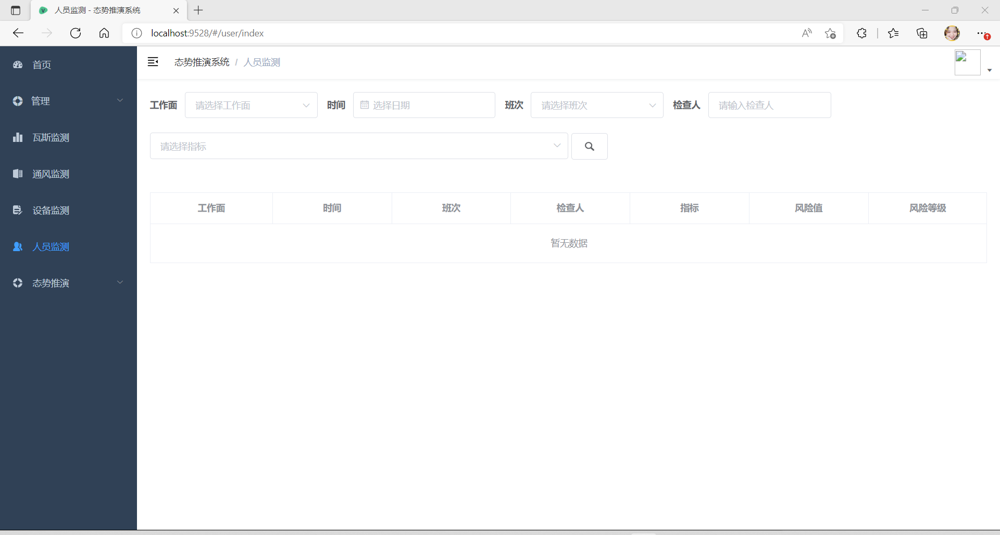 人员监测 - 态势推演系统
localhost:9528/#/user/index
首页
管理
瓦斯监测
通风监测
设备监测
人员监测
态势推演
态势推演系统 / 人员监测
工作面 请选择工作面 时间 选择日期 班次 请选择班次 检查人 请输入检查人
请选择指标
工作面 时间 班次 检查人 指标 风险值 风险等级
暂无数据